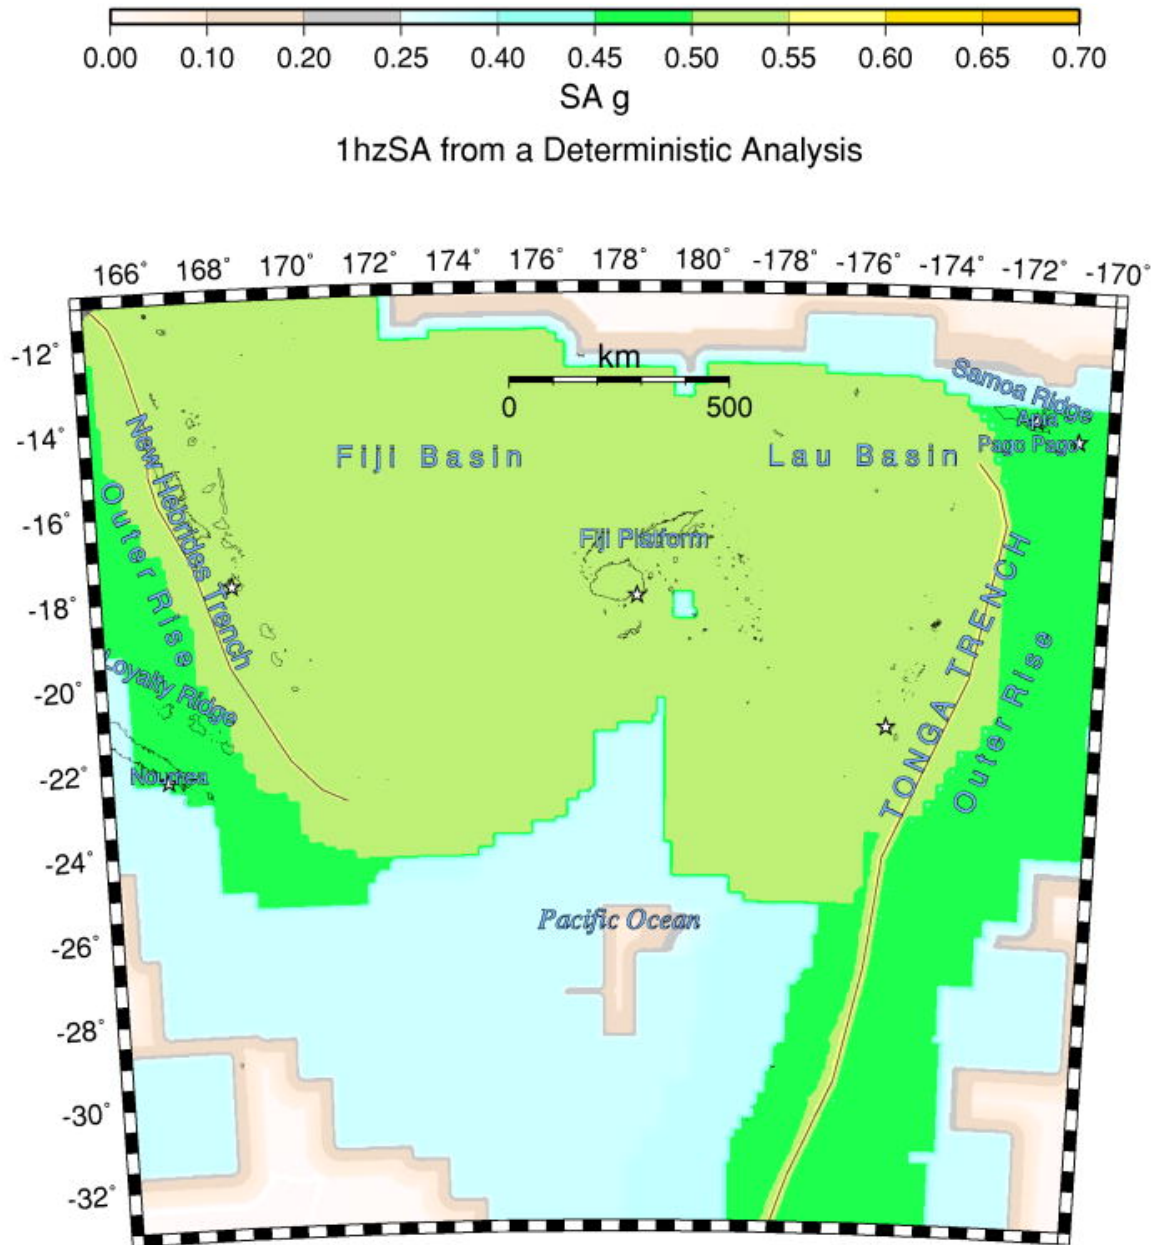 0.00 0.10 0.20 0.25 0.40 0.45 0.50 0.55 0.60 0.65 0.70
SA g
1hzSA from a Deterministic Analysis
166° 168° 170° 172° 174° 176° 178° 180° -178° -176° -174° -172° -170°
-12°
km
0 500
Samoa Ridge
Apia
-14°
Pago Pago
Fiji Basin
Lau Basin
New Hebrides Trench
Outer Rise
-16°
Fiji Platform
-18°
TONGA TRENCH
Outer Rise
Loyalty Ridge
-20°
-22°
Noumea
-24°
Pacific Ocean
-26°
-28°
-30°
-32°